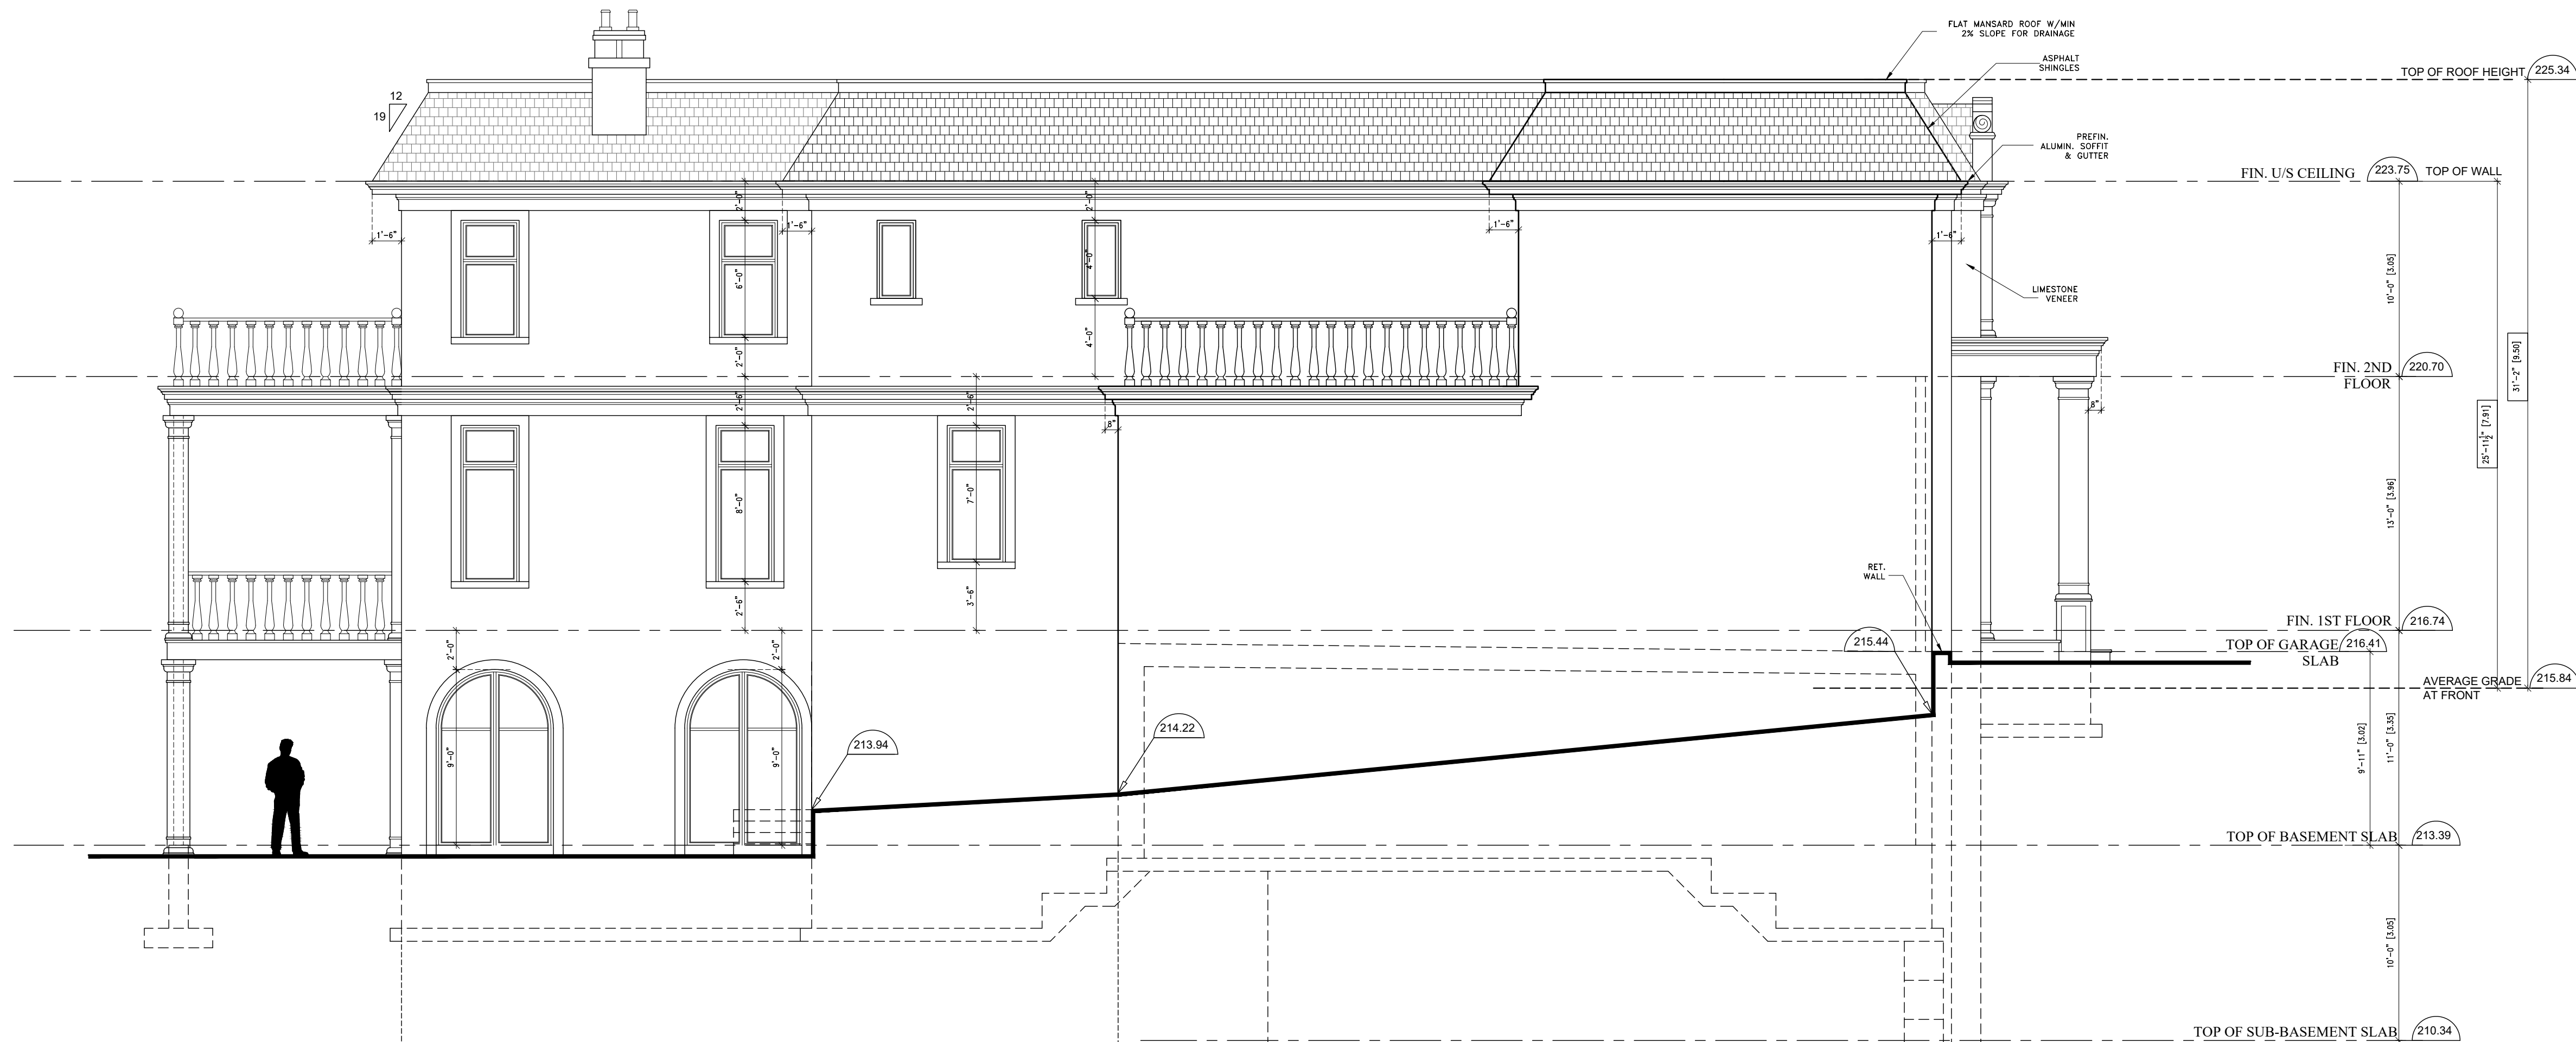 FLAT MANSARD ROOF W/MIN
2% SLOPE FOR DRAINAGE
ASPHALT
SHINGLES
TOP OF ROOF HEIGHT
225.34
12
19
PREFIN.
ALUMIN. SOFFIT
& GUTTER
FIN. U/S CEILING
223.75
TOP OF WALL
2'-0"
2'-0"
1'-6"
1'-6"
1'-6"
1'-6"
6'-0"
4'-0"
10'-0" [3.05]
LIMESTONE
VENEER
4'-0"
2'-0"
31'-2" [9.50]
FIN. 2ND
FLOOR
220.70
2'-6"
2'-6"
8"
8"
25'-11½" [7.91]
8'-0"
7'-0"
13'-0" [3.96]
RET.
WALL
2'-6"
3'-6"
FIN. 1ST FLOOR
216.74
TOP OF GARAGE
SLAB
216.41
215.44
2'-0"
2'-0"
AVERAGE GRADE
AT FRONT
215.84
214.22
213.94
9'-0"
9'-0"
9'-11" [3.02]
11'-0" [3.35]
TOP OF BASEMENT SLAB
213.39
10'-0" [3.05]
TOP OF SUB-BASEMENT SLAB
210.34